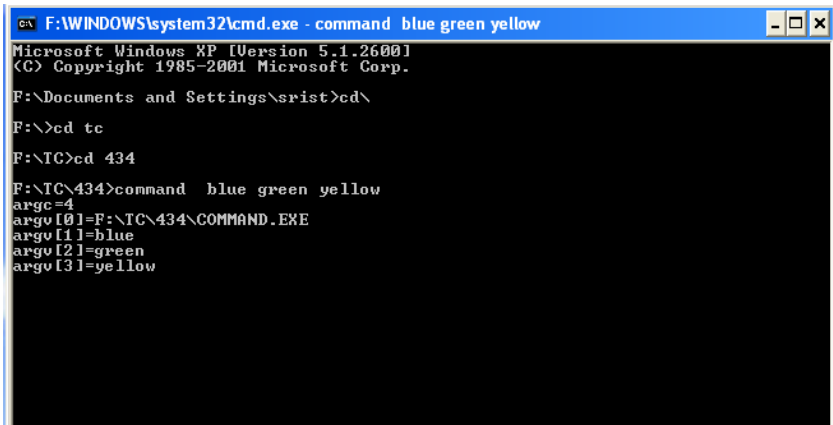 F:\WINDOWS\system32\cmd.exe - command  blue green yellow
Microsoft Windows XP [Version 5.1.2600]
(C) Copyright 1985-2001 Microsoft Corp.
F:\Documents and Settings\srist>cd\
F:\>cd tc
F:\TC>cd 434
F:\TC\434>command  blue green yellow
argc=4
argv[0]=F:\TC\434\COMMAND.EXE
argv[1]=blue
argv[2]=green
argv[3]=yellow